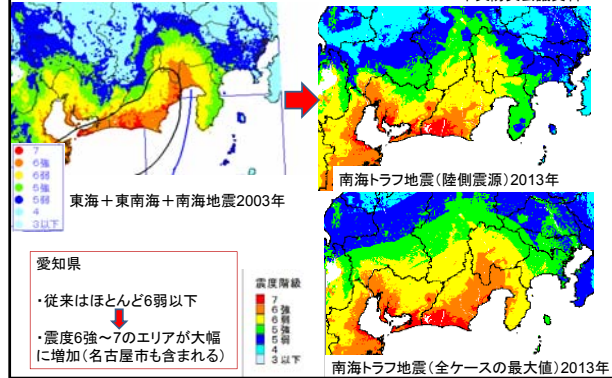 7
6強
6弱
5強
5弱
4
3以下
東海＋東南海＋南海地震2003年
南海トラフ地震(陸側震源)2013年
愛知県
・従来はほとんど6弱以下
・震度6強～7のエリアが大幅
に増加(名古屋市も含まれる)
震度階級
7
6強
6弱
5強
5弱
4
3以下
南海トラフ地震(全ケースの最大値)2013年